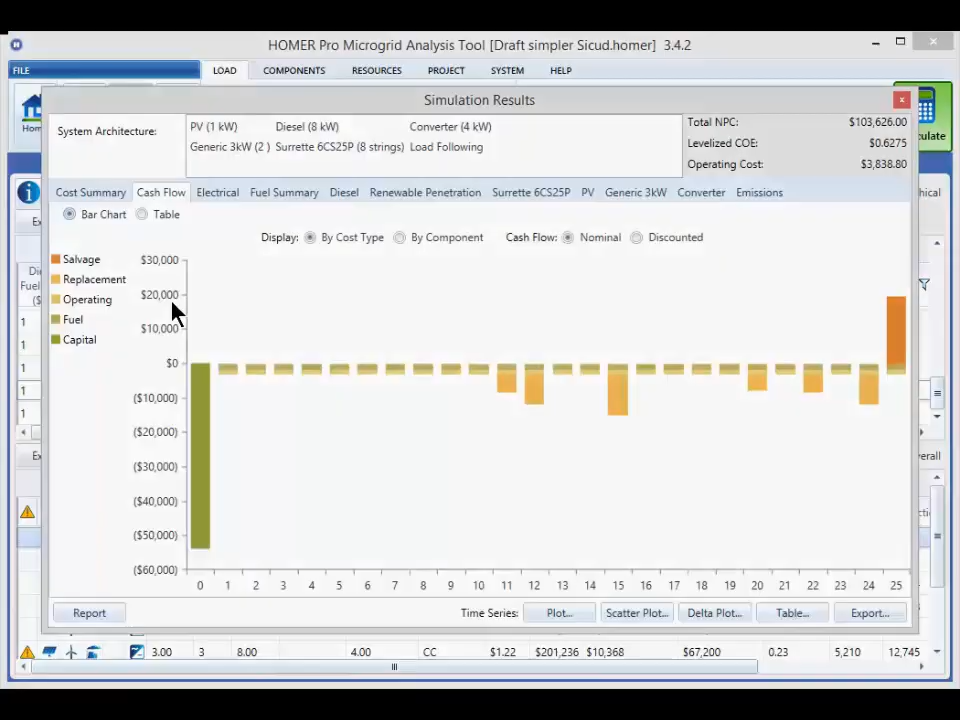 HOMER Pro Microgrid Analysis Tool [Draft simpler Sicud.homer] 3.4.2
FILE LOAD COMPONENTS RESOURCES PROJECT SYSTEM HELP
Simulation Results
System Architecture:
PV (1 kW) Diesel (8 kW) Converter (4 kW)
Generic 3kW (2 ) Surrette 6CS25P (8 strings) Load Following
Total NPC: $103,626.00
Levelized COE: $0.6275
Operating Cost: $3,838.80
Cost Summary Cash Flow Electrical Fuel Summary Diesel Renewable Penetration Surrette 6CS25P PV Generic 3kW Converter Emissions
Bar Chart Table
Display: By Cost Type By Component Cash Flow: Nominal Discounted
Salvage
Replacement
Operating
Fuel
Capital
$30,000
$20,000
$10,000
$0
($10,000)
($20,000)
($30,000)
($40,000)
($50,000)
($60,000)
0 1 2 3 4 5 6 7 8 9 10 11 12 13 14 15 16 17 18 19 20 21 22 23 24 25
Report Time Series: Plot... Scatter Plot... Delta Plot... Table... Export...
3.00 3 8.00 4.00 CC $1.22 $201,236 $10,368 $67,200 0.23 5,210 12,745